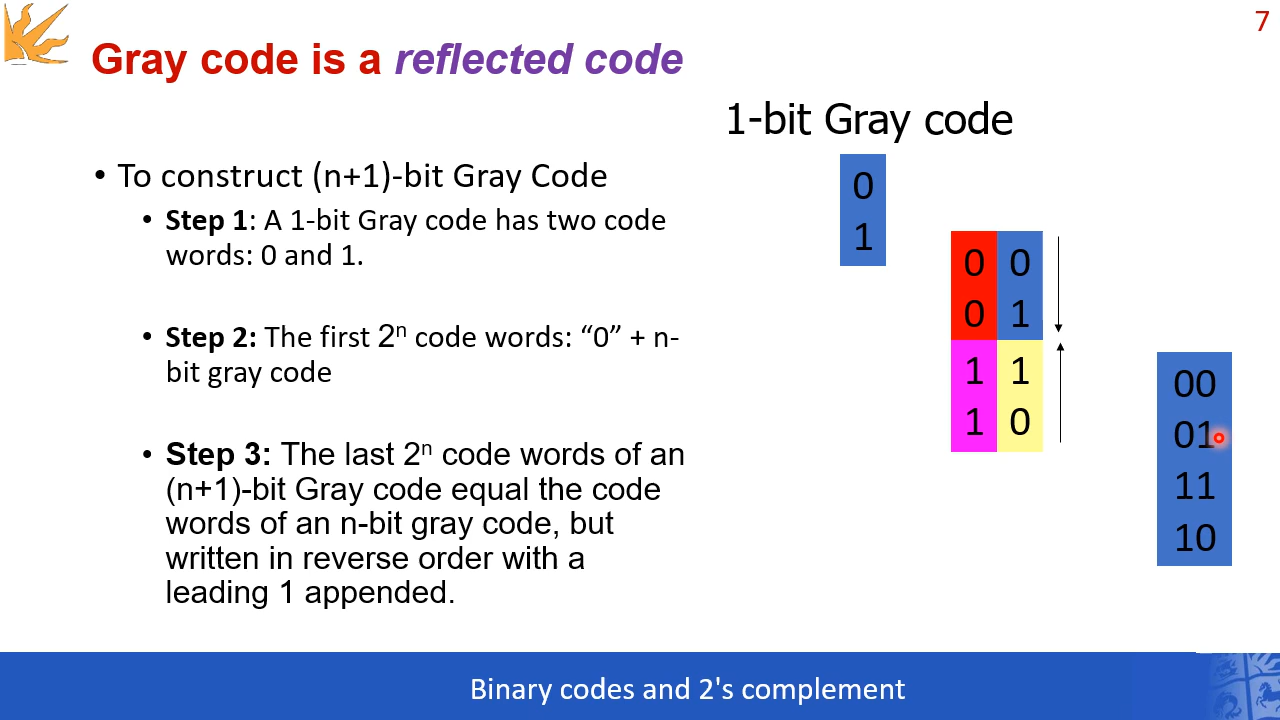 7
Gray code is a reflected code
1-bit Gray code
• To construct (n+1)-bit Gray Code
• Step 1: A 1-bit Gray code has two code
words: 0 and 1.
• Step 2: The first 2ⁿ code words: “0” + n-
bit gray code
• Step 3: The last 2ⁿ code words of an
(n+1)-bit Gray code equal the code
words of an n-bit gray code, but
written in reverse order with a
leading 1 appended.
0
1
0 0
0 1
1 1
1 0
00
01
11
10
Binary codes and 2's complement